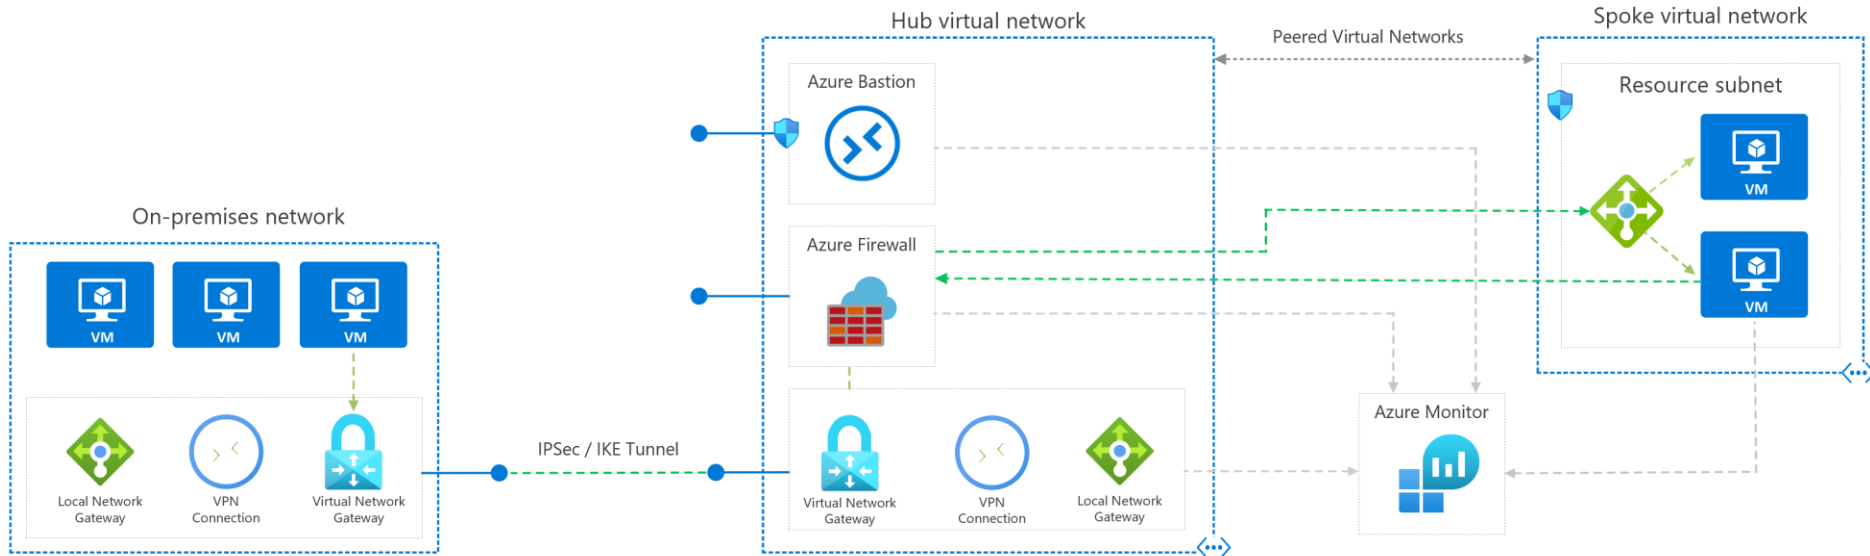 Hub virtual network
Spoke virtual network
Peered Virtual Networks
Azure Bastion
Resource subnet
VM
On-premises network
Azure Firewall
VM
VM
VM
VM
Azure Monitor
IPSec / IKE Tunnel
Local Network
Gateway
VPN
Connection
Virtual Network
Gateway
Virtual Network
Gateway
VPN
Connection
Local Network
Gateway